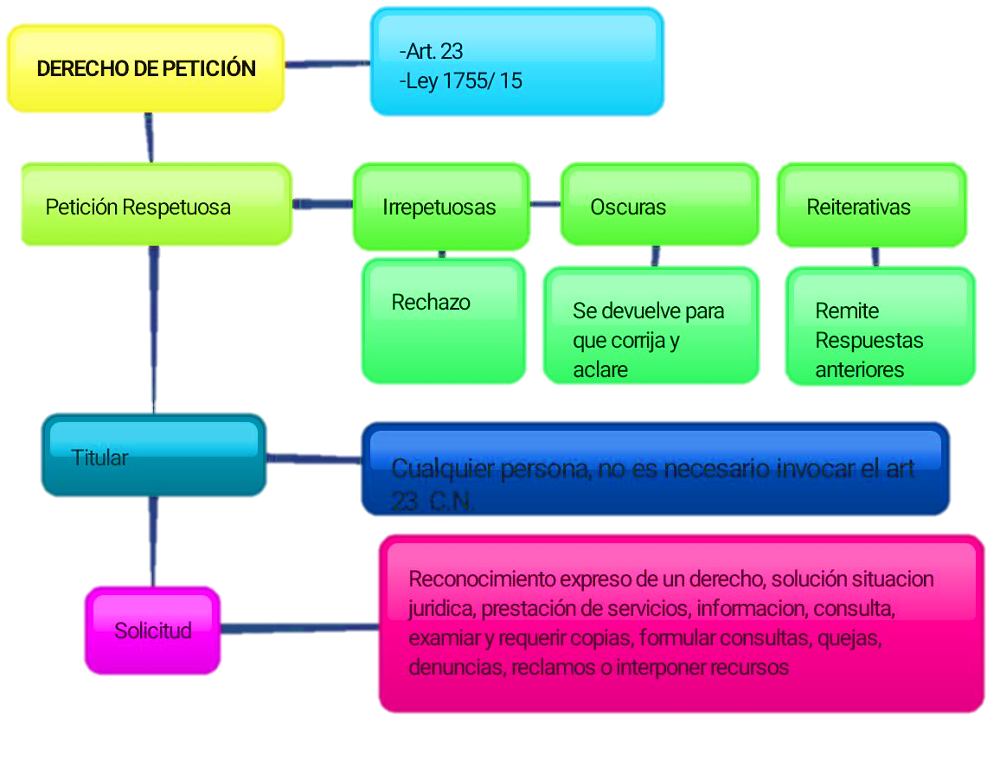 DERECHO DE PETICIÓN
-Art. 23
-Ley 1755/ 15
Petición Respetuosa
Irrepetuosas
Oscuras
Reiterativas
Rechazo
Se devuelve para
que corrija y
aclare
Remite
Respuestas
anteriores
Titular
Cualquier persona, no es necesario invocar el art
23 C.N.
Solicitud
Reconocimiento expreso de un derecho, solución situacion
juridica, prestación de servicios, informacion, consulta,
examiar y requerir copias, formular consultas, quejas,
denuncias, reclamos o interponer recursos